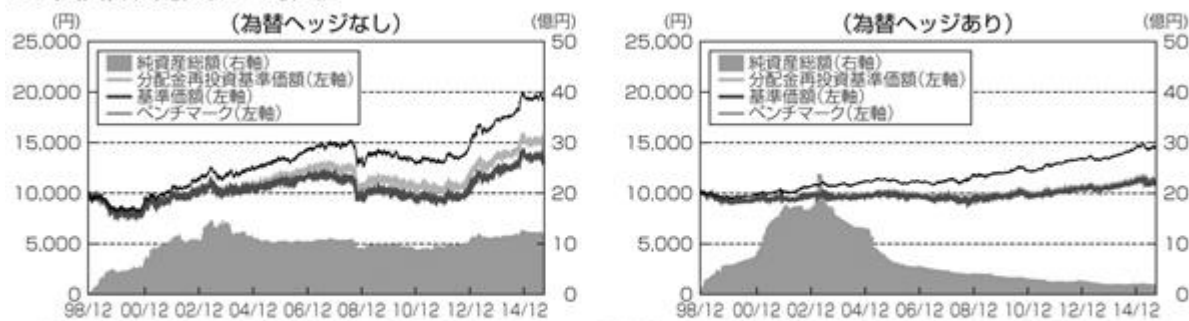 (円) (為替ヘッジなし) (億円)
25,000 50
純資産総額(右軸)
分配金再投資基準価額(左軸)
基準価額(左軸)
ベンチマーク(左軸)
20,000 40
15,000 30
10,000 20
5,000 10
0 0
98/12 00/12 02/12 04/12 06/12 08/12 10/12 12/12 14/12
(円) (為替ヘッジあり) (億円)
25,000 50
純資産総額(右軸)
分配金再投資基準価額(左軸)
基準価額(左軸)
ベンチマーク(左軸)
20,000 40
15,000 30
10,000 20
5,000 10
0 0
98/12 00/12 02/12 04/12 06/12 08/12 10/12 12/12 14/12